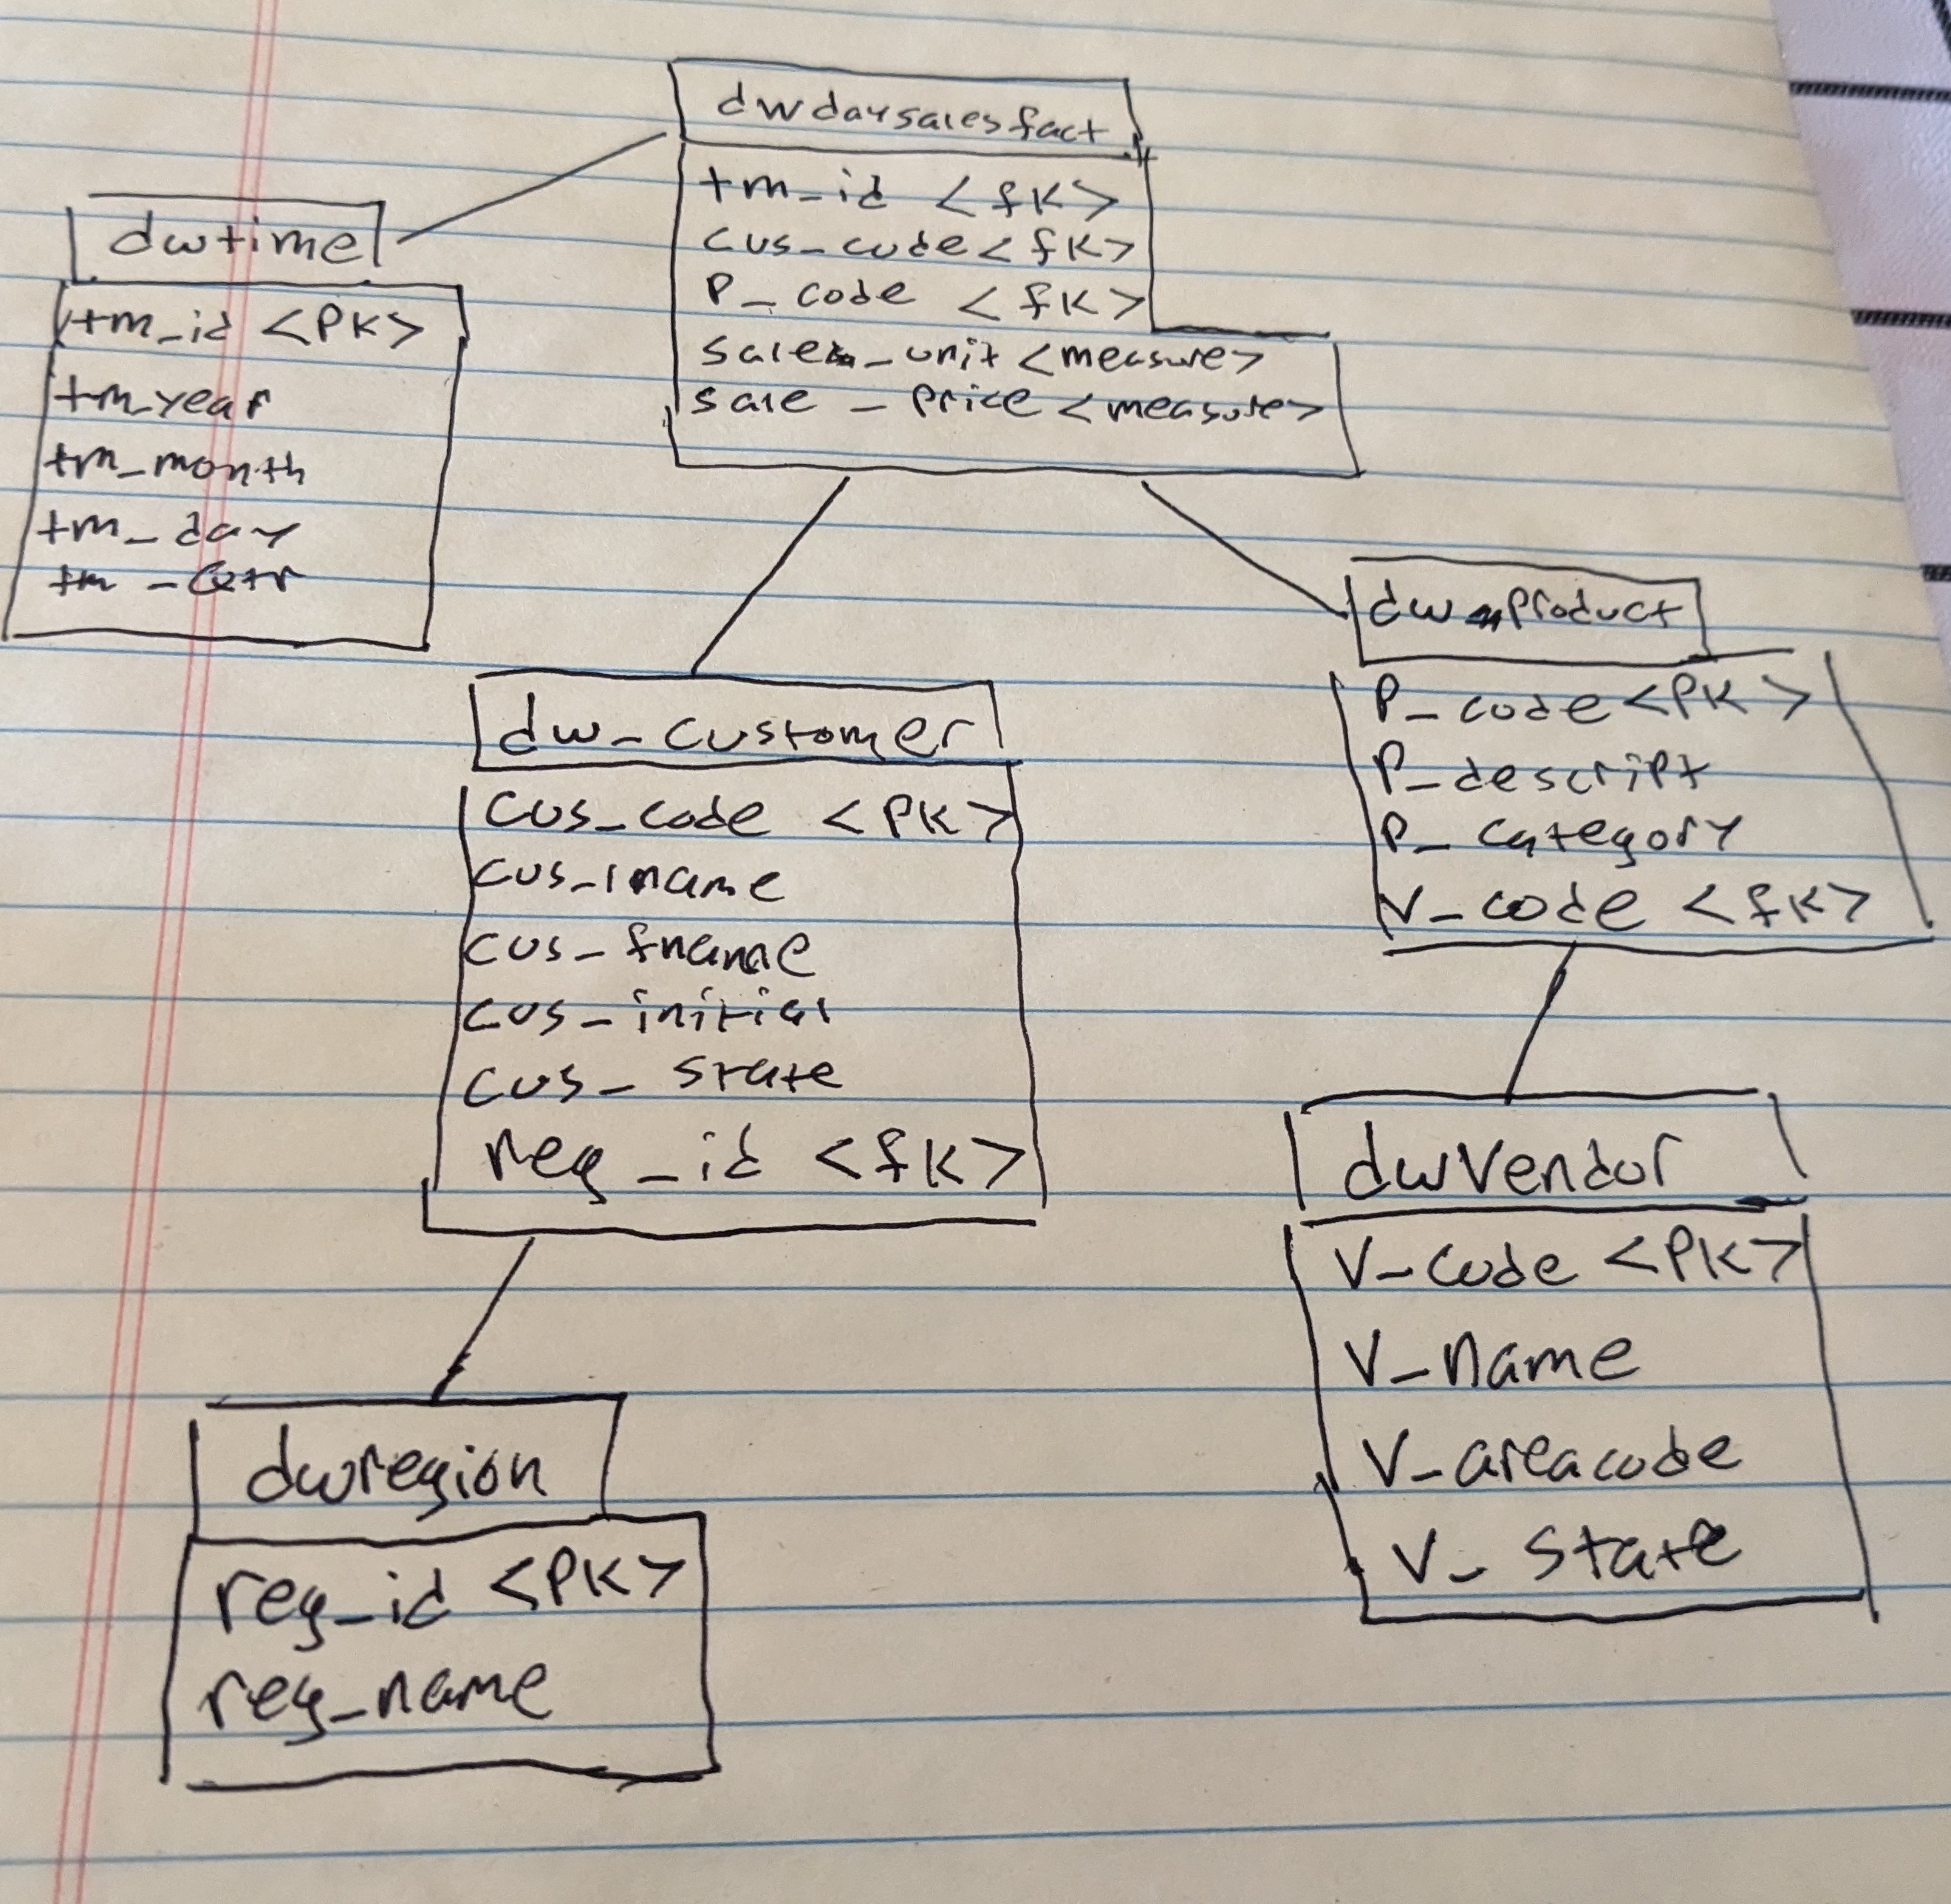 dwdaysalesfact
tm_id <fk>
cus_code <fk>
P_code <fk>
sale_unit <measure>
sale_price <measure>
dwtime
tm_id <PK>
tm_year
tm_month
tm_day
tm_Qtr
dw_customer
cus_code <PK>
cus_lname
cus_fname
cus_initial
cus_state
reg_id <fk>
dwproduct
P_code <PK>
P_descript
P_category
V_code <fk>
dwregion
reg_id <PK>
reg_name
dwvendor
V_code <PK>
V_name
V_areacode
V_state